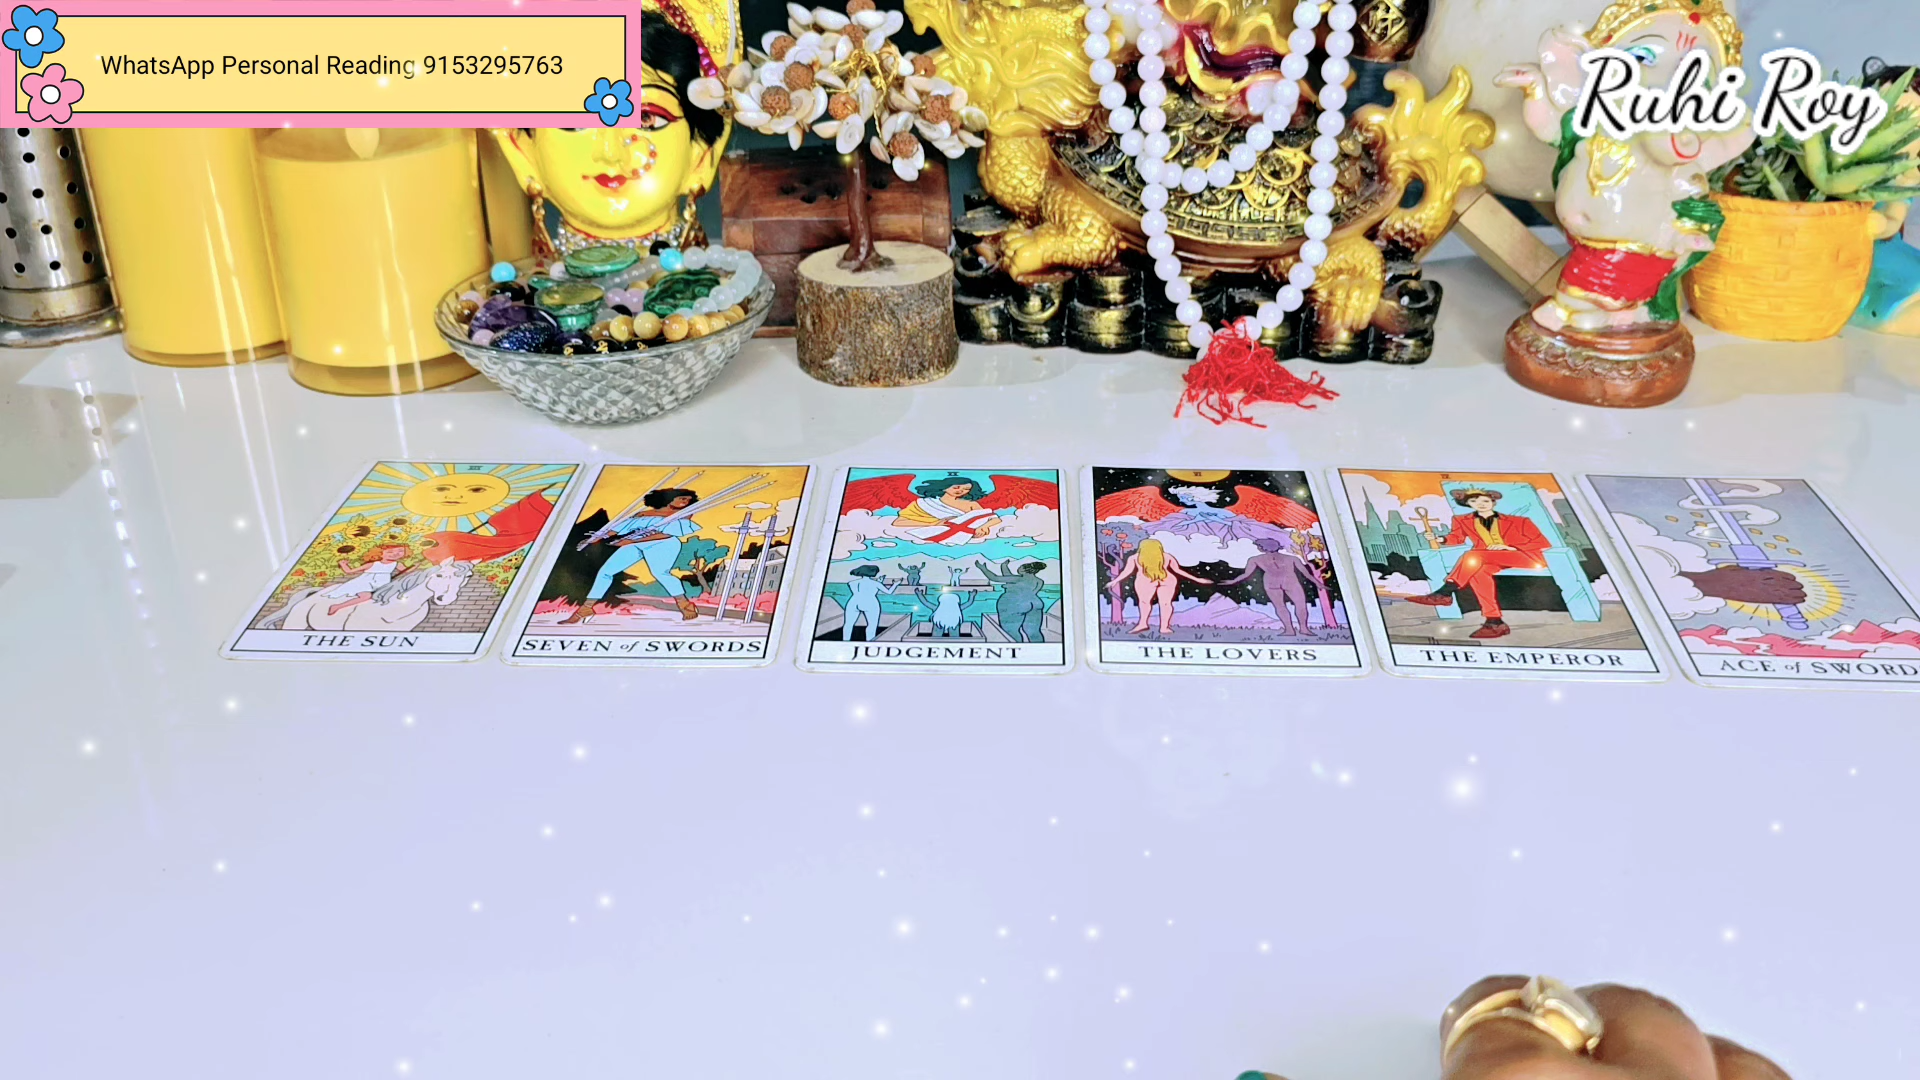 WhatsApp Personal Reading 9153295763
Ruhi Roy
THE SUN
SEVEN of SWORDS
JUDGEMENT
THE LOVERS
THE EMPEROR
ACE of SWORD